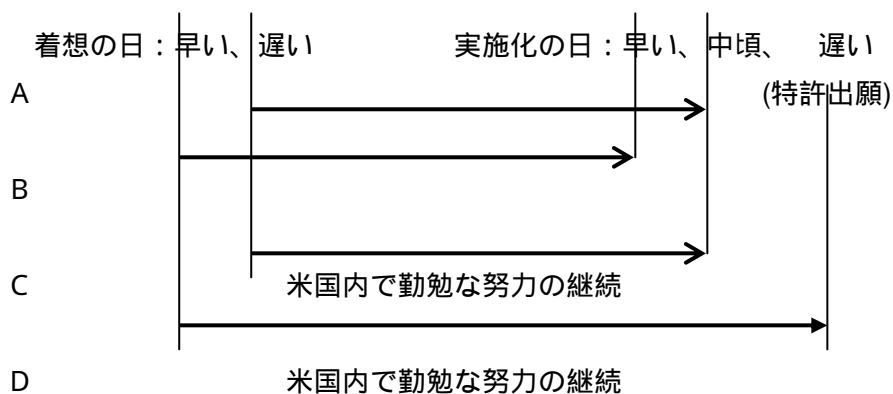 着想の日：早い、遅い　　実施化の日：早い、中頃、　遅い
A　　(特許出願)
B
C　　米国内で勤勉な努力の継続
D　　米国内で勤勉な努力の継続